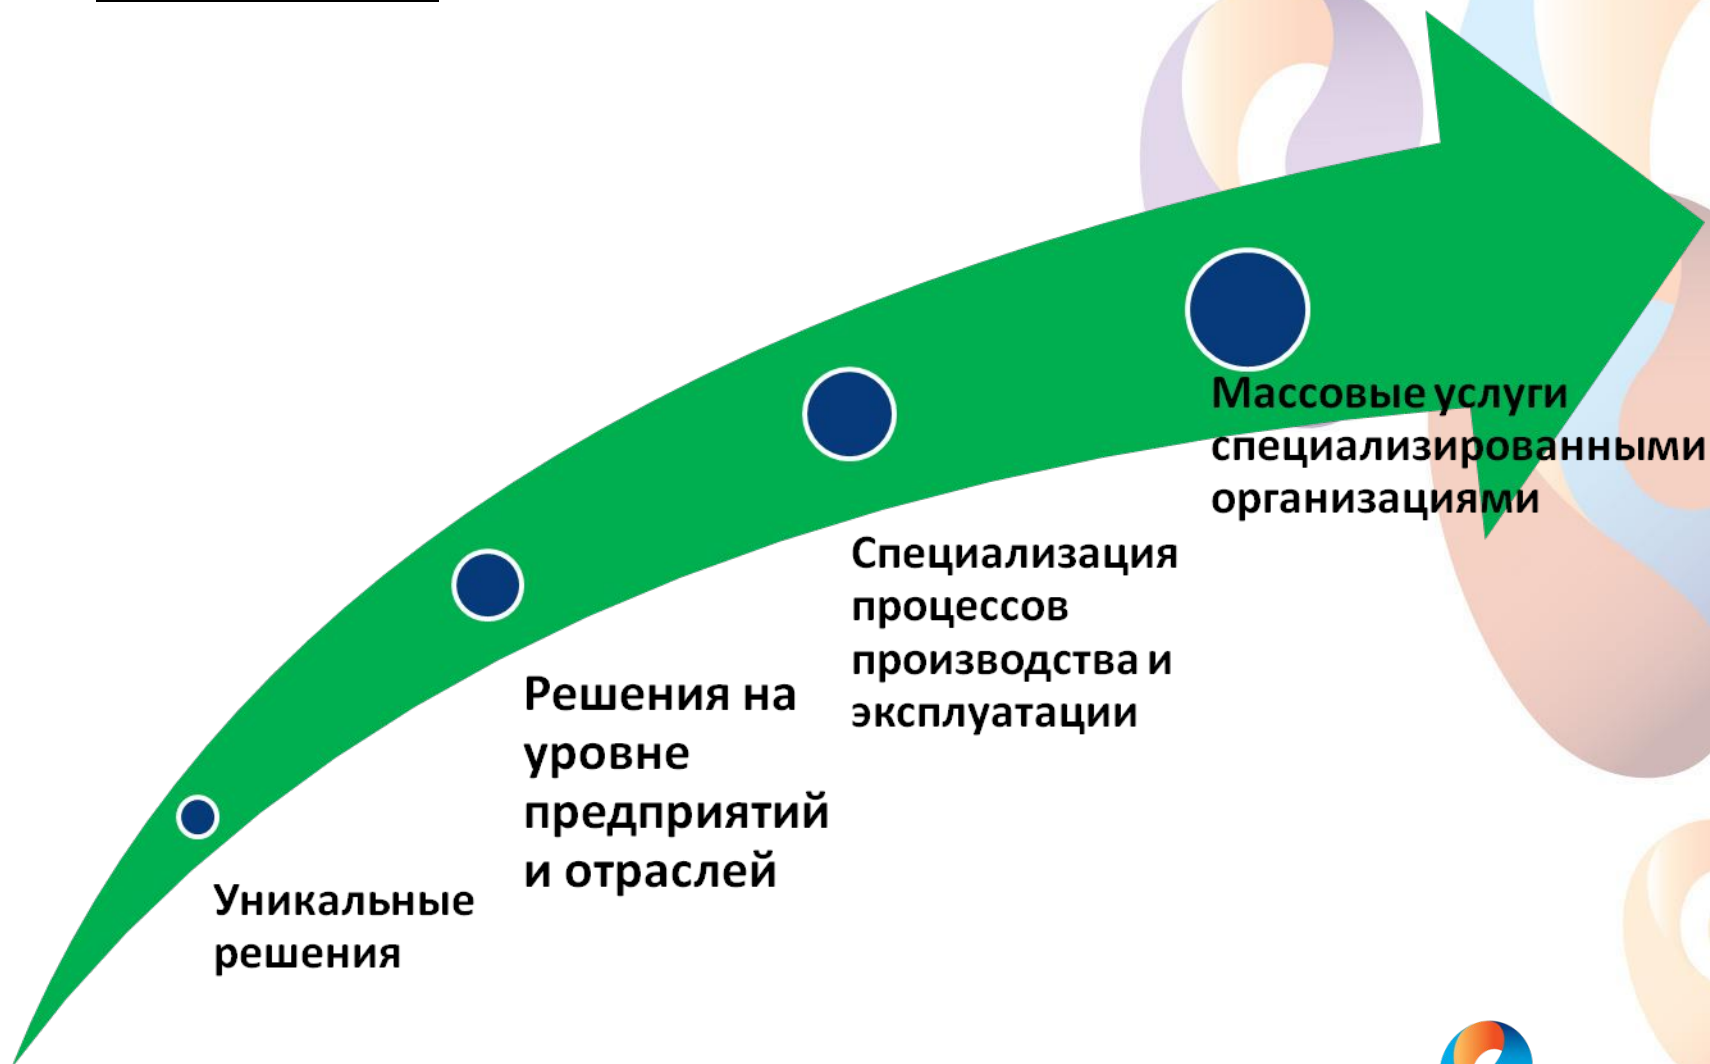 Уникальные
решения
Решения на
уровне
предприятий
и отраслей
Специализация
процессов
производства и
эксплуатации
Массовые услуги
специализированными
организациями